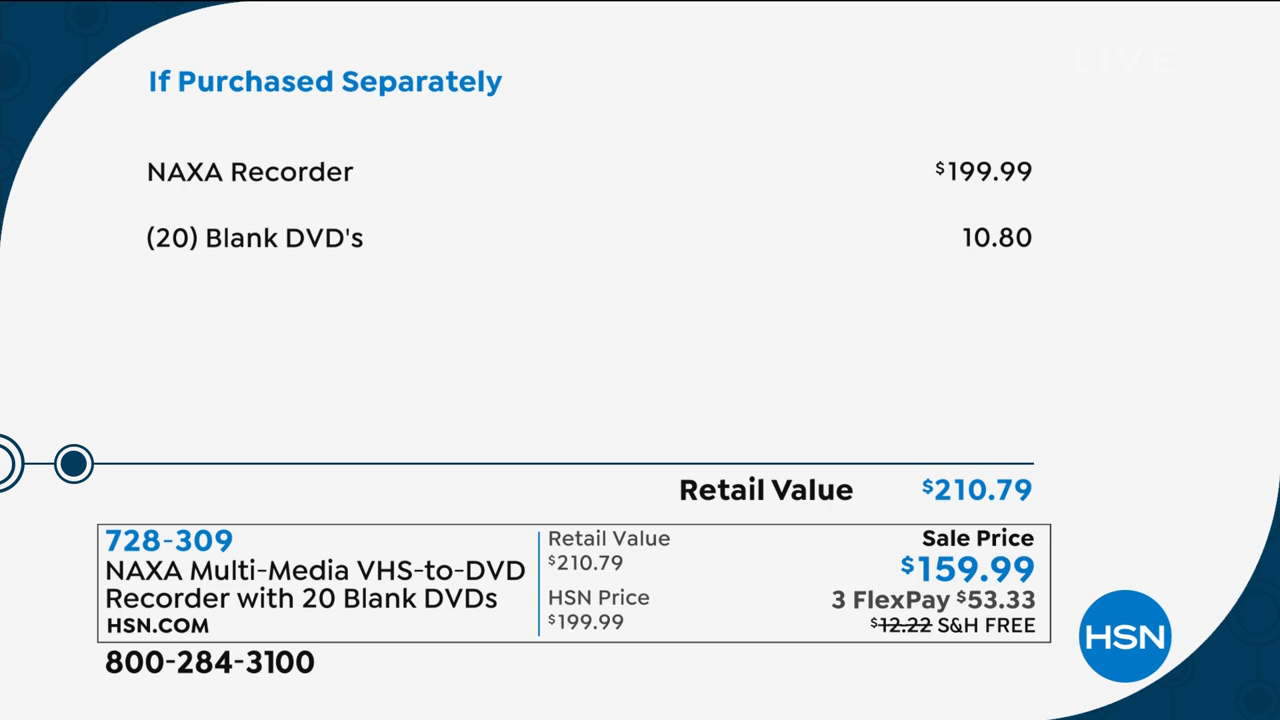 LIVE
If Purchased Separately
NAXA Recorder $199.99
(20) Blank DVD's 10.80
Retail Value $210.79
728-309
NAXA Multi-Media VHS-to-DVD
Recorder with 20 Blank DVDs
HSN.COM
Retail Value
$210.79
HSN Price
$199.99
Sale Price
$159.99
3 FlexPay $53.33
$12.22 S&H FREE
800-284-3100
HSN